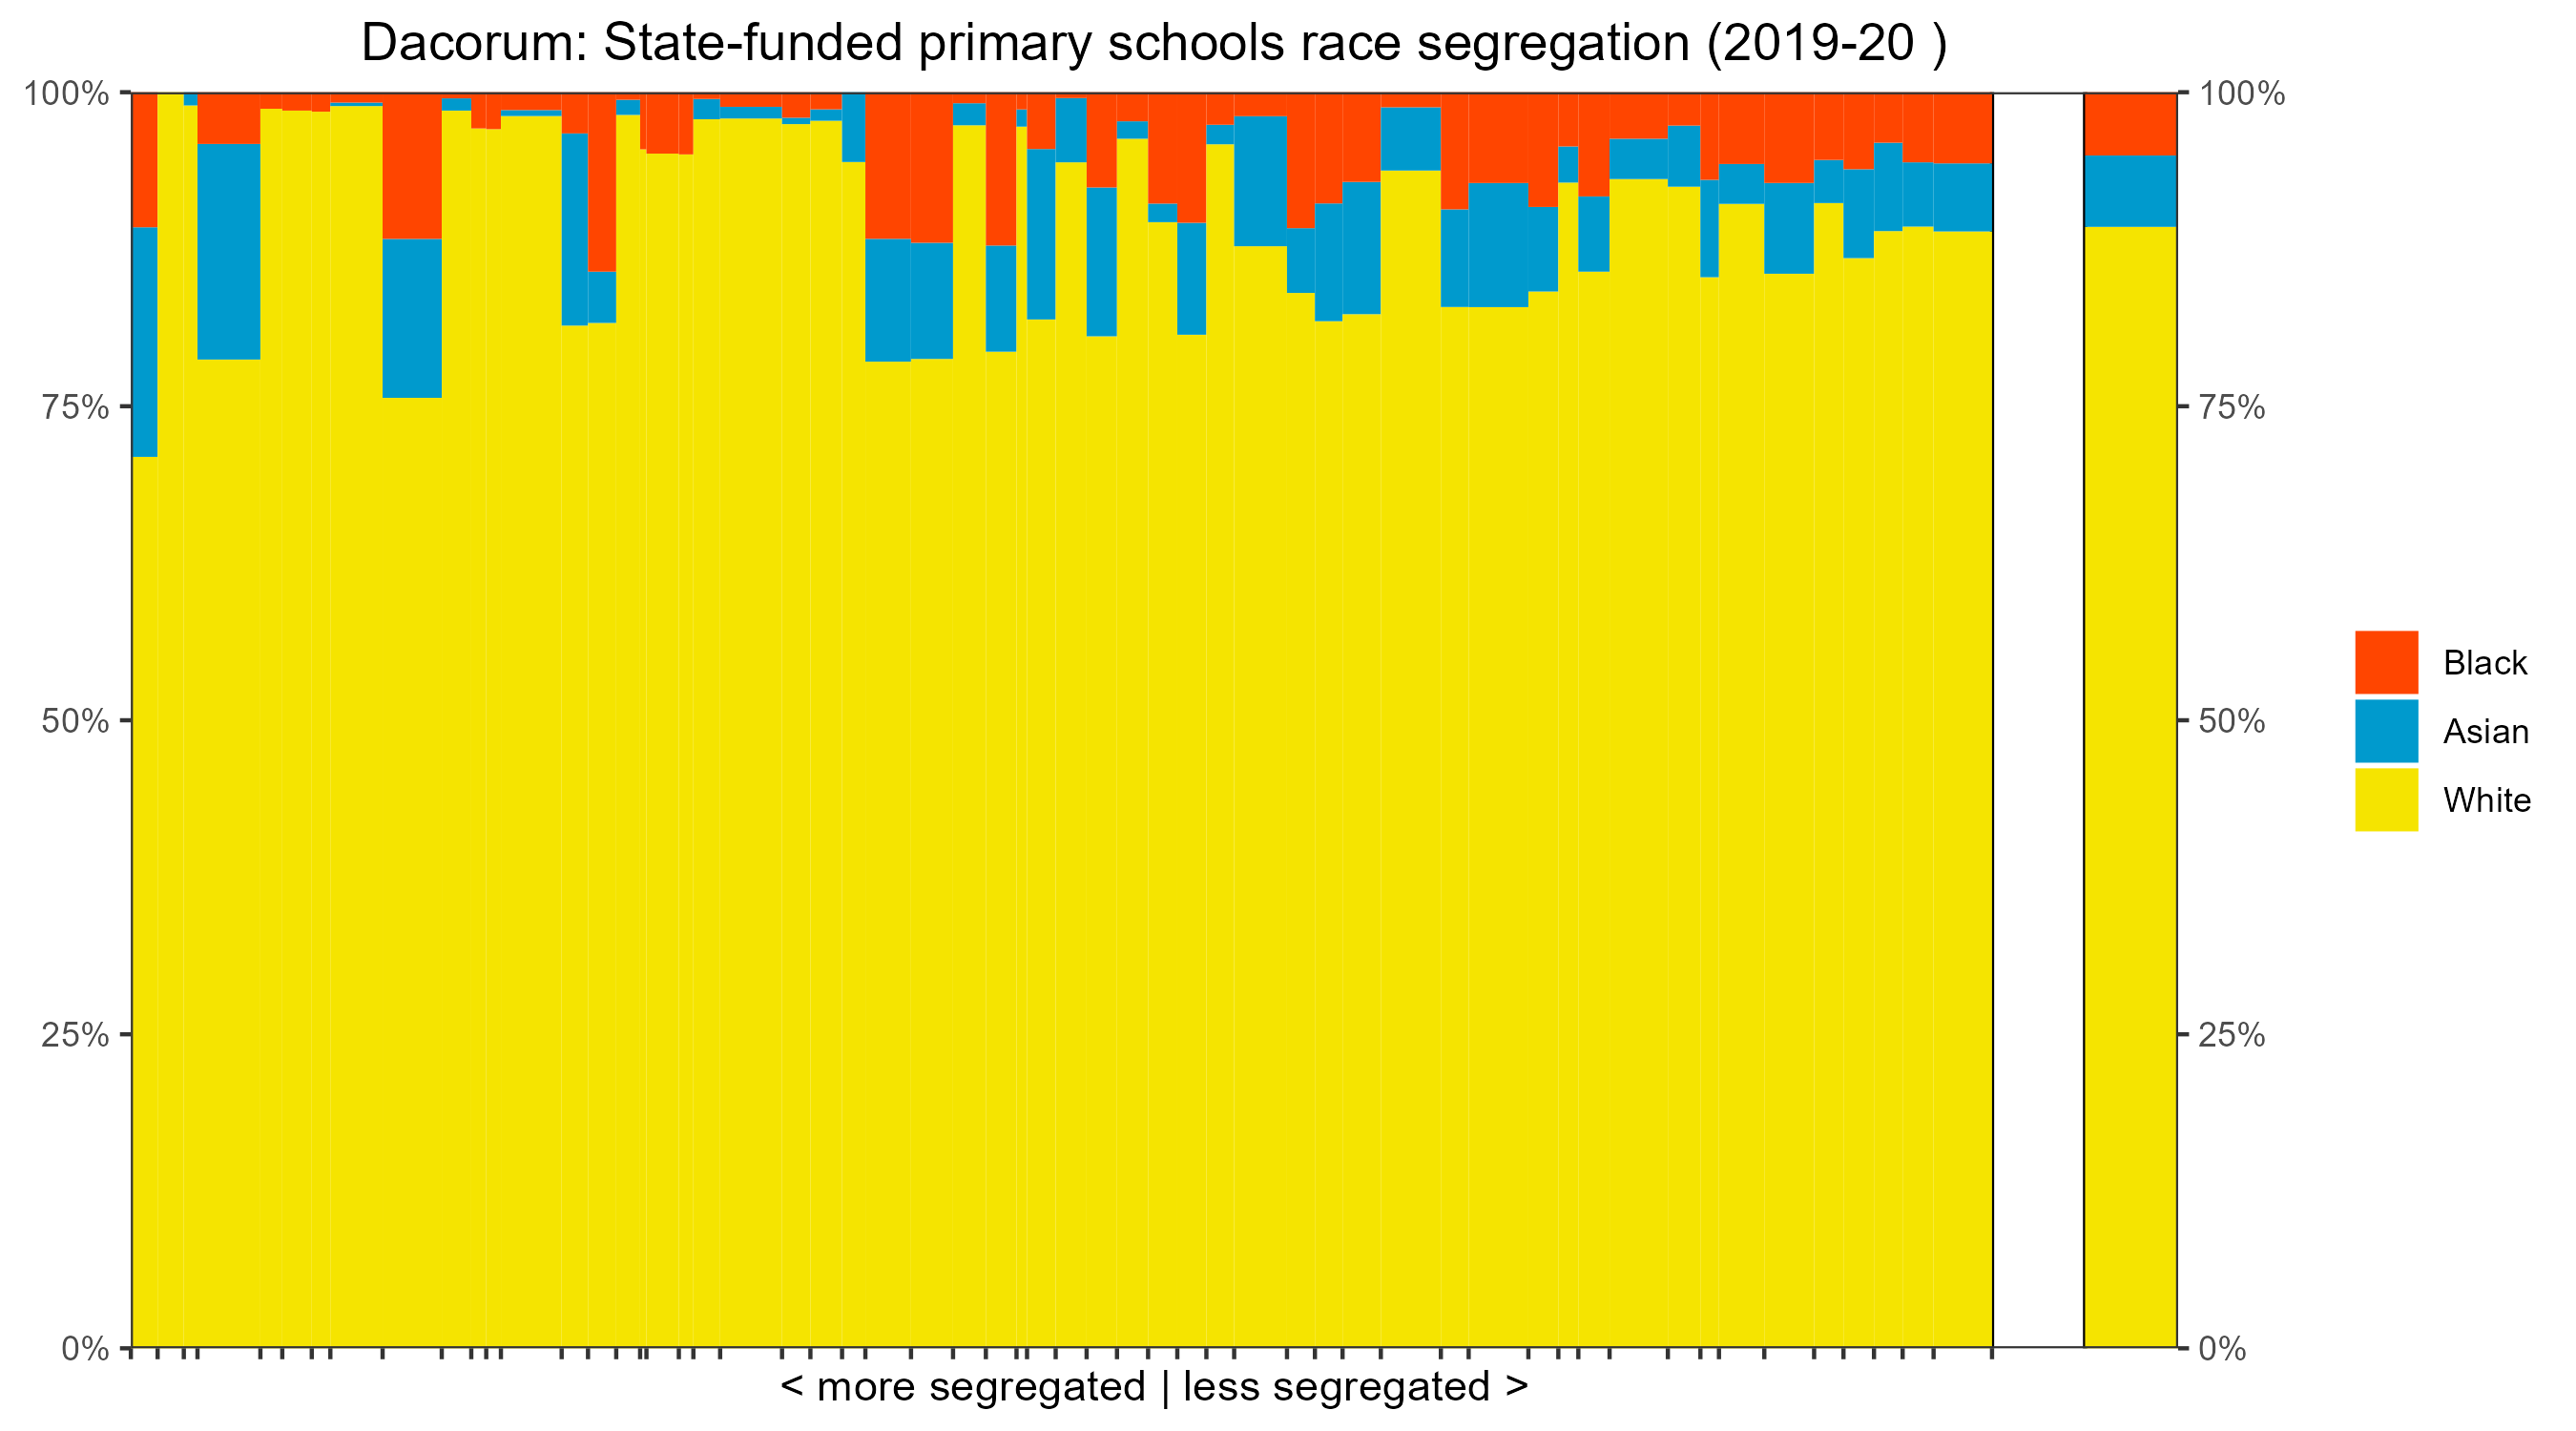 Dacorum: State-funded primary schools race segregation (2019-20 )
100%
75%
50%
25%
0%
100%
75%
50%
25%
0%
Black
Asian
White
< more segregated | less segregated >